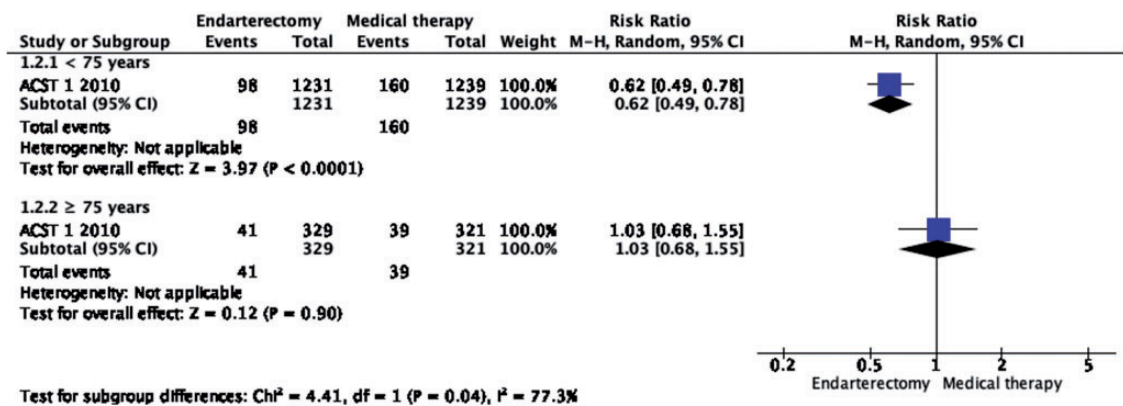 Endarterectomy Medical therapy Risk Ratio Risk Ratio
Study or Subgroup Events Total Events Total Weight M-H, Random, 95% CI M-H, Random, 95% CI
1.2.1 < 75 years
ACST 1 2010 98 1231 160 1239 100.0% 0.62 [0.49, 0.78]
Subtotal (95% CI) 1231 1239 100.0% 0.62 [0.49, 0.78]
Total events 98 160
Heterogeneity: Not applicable
Test for overall effect: Z = 3.97 (P < 0.0001)
1.2.2 ≥ 75 years
ACST 1 2010 41 329 39 321 100.0% 1.03 [0.68, 1.55]
Subtotal (95% CI) 329 321 100.0% 1.03 [0.68, 1.55]
Total events 41 39
Heterogeneity: Not applicable
Test for overall effect: Z = 0.12 (P = 0.90)
0.2 0.5 1 2 5
Endarterectomy Medical therapy
Test for subgroup differences: Chi² = 4.41, df = 1 (P = 0.04), I² = 77.3%